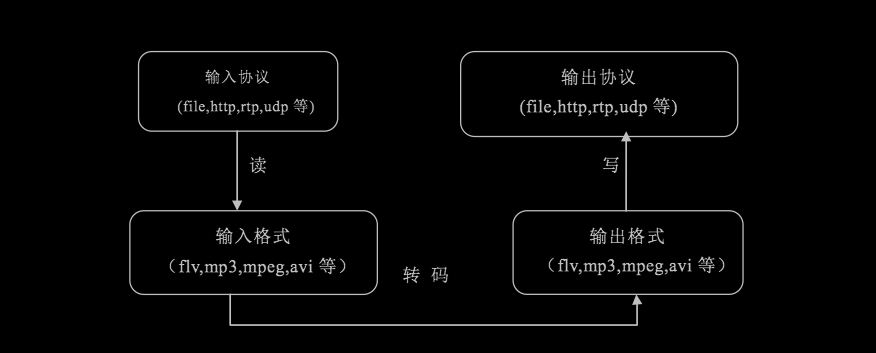 输入协议
(file,http,rtp,udp 等)
输出协议
(file,http,rtp,udp 等)
读
写
输入格式
（flv,mp3,mpeg,avi 等）
输出格式
（flv,mp3,mpeg,avi 等）
转 码